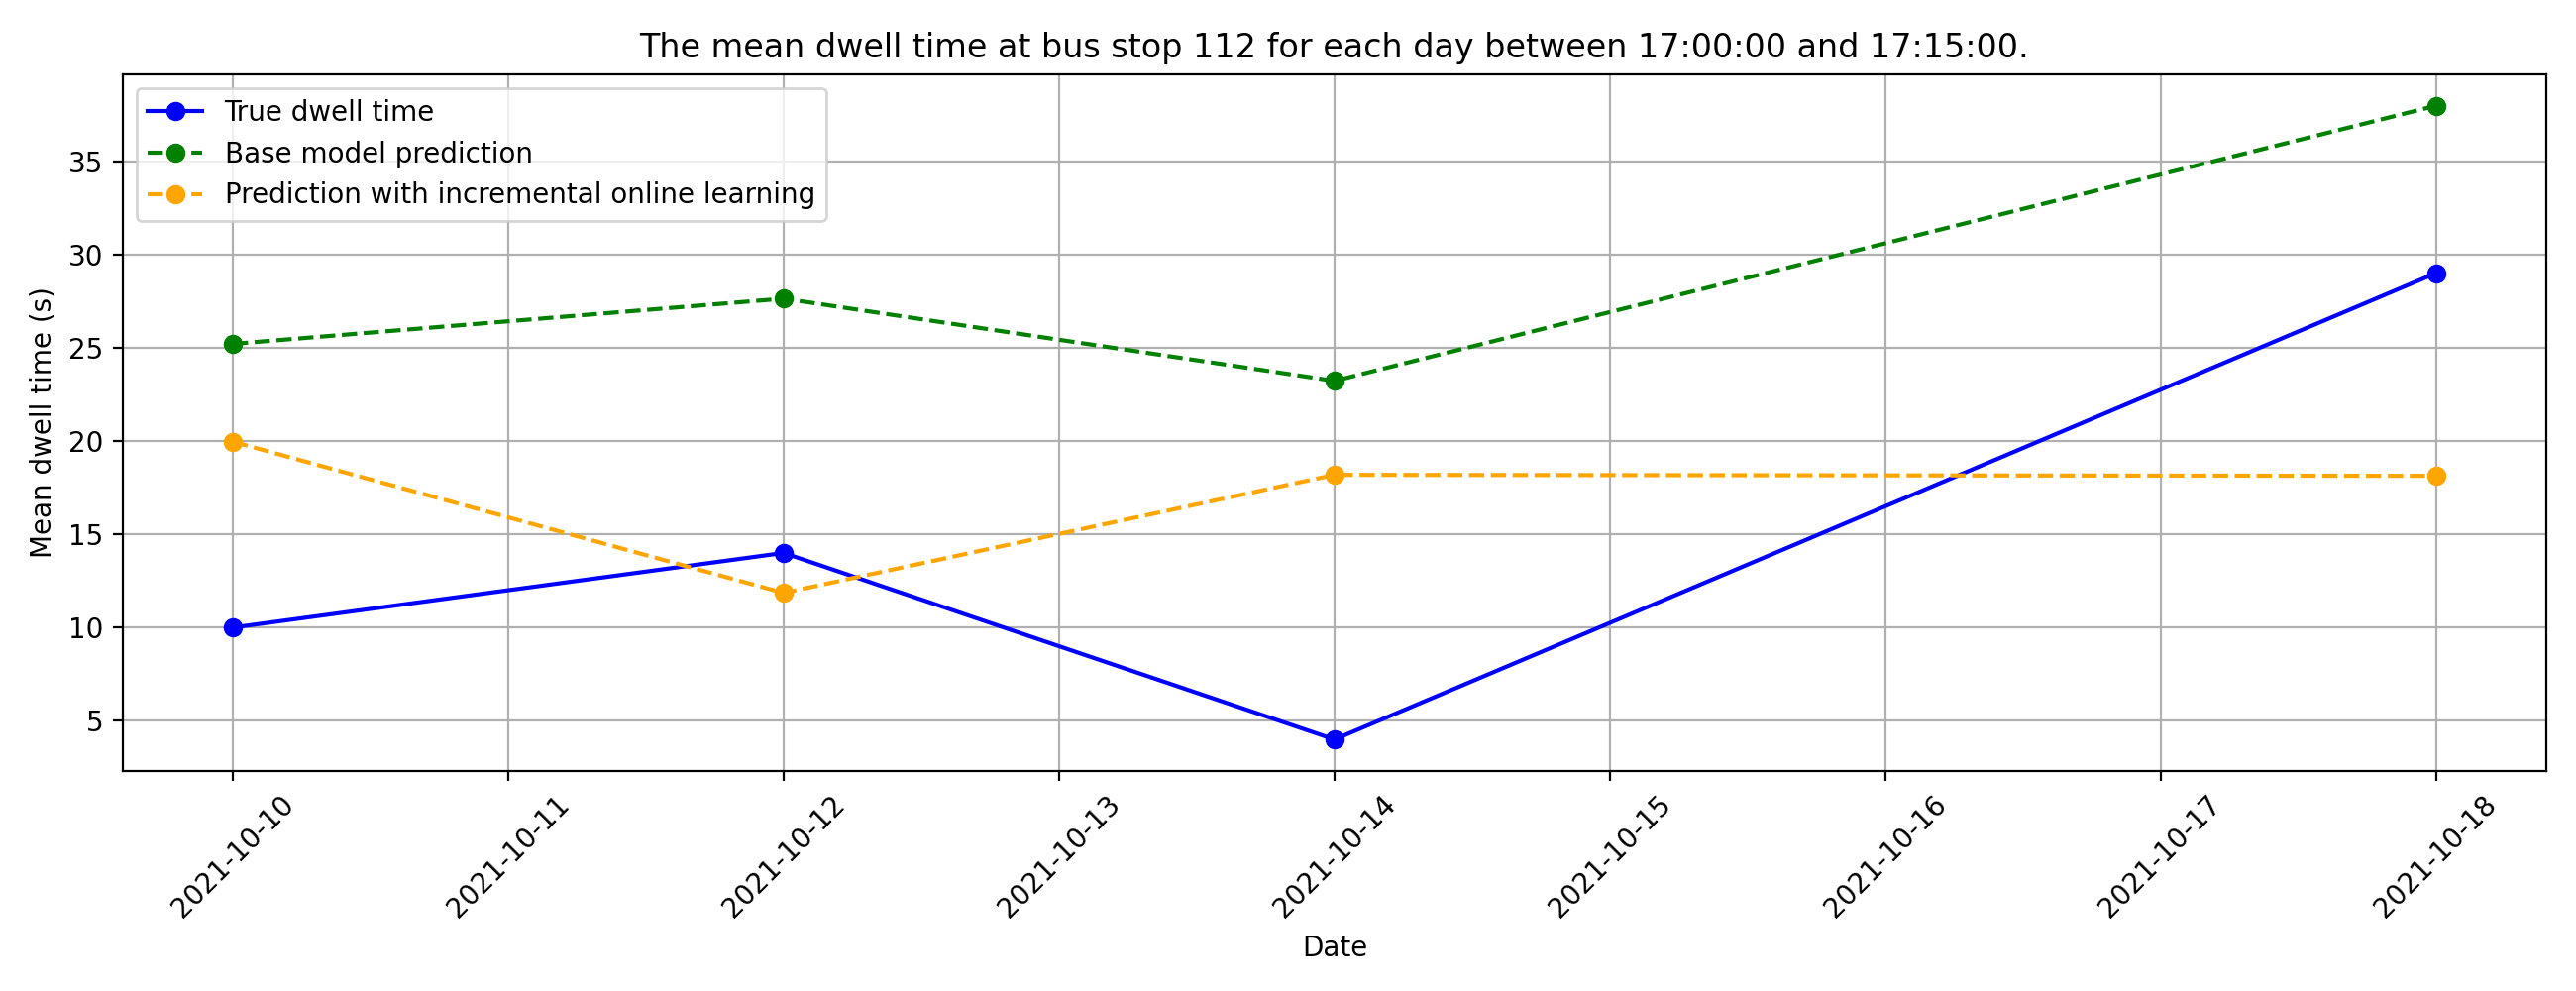 The mean dwell time at bus stop 112 for each day between 17:00:00 and 17:15:00.
True dwell time
Base model prediction
Prediction with incremental online learning
Mean dwell time (s)
35
30
25
20
15
10
5
2021-10-10
2021-10-11
2021-10-12
2021-10-13
2021-10-14
2021-10-15
2021-10-16
2021-10-17
2021-10-18
Date